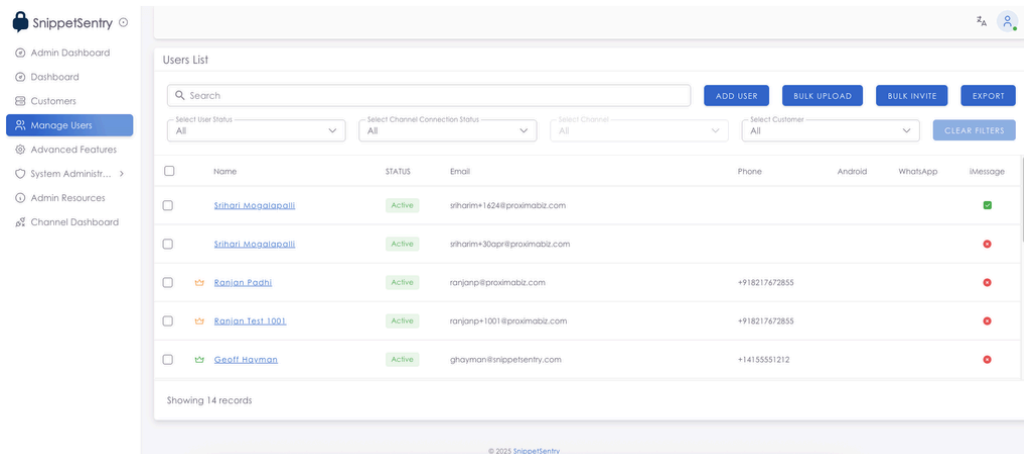 SnippetSentry
Admin Dashboard
Dashboard
Customers
Manage Users
Advanced Features
System Administr...
Admin Resources
Channel Dashboard
Users List
Search
ADD USER
BULK UPLOAD
BULK INVITE
EXPORT
Select User Status
All
Select Channel Connection Status
All
Select Channel
All
Select Customer
All
CLEAR FILTERS
Name STATUS Email Phone Android WhatsApp iMessage
Srihari Mogalapalli Active sriharim+1624@proximabiz.com
Srihari Mogalapalli Active sriharim+30apr@proximabiz.com
Ranjan Padhi Active ranjanp@proximabiz.com +918217672855
Ranjan Test 1001 Active ranjanp+1001@proximabiz.com +918217672855
Geoff Hayman Active ghayman@snippetsentry.com +14155551212
Showing 14 records
© 2025 SnippetSentry